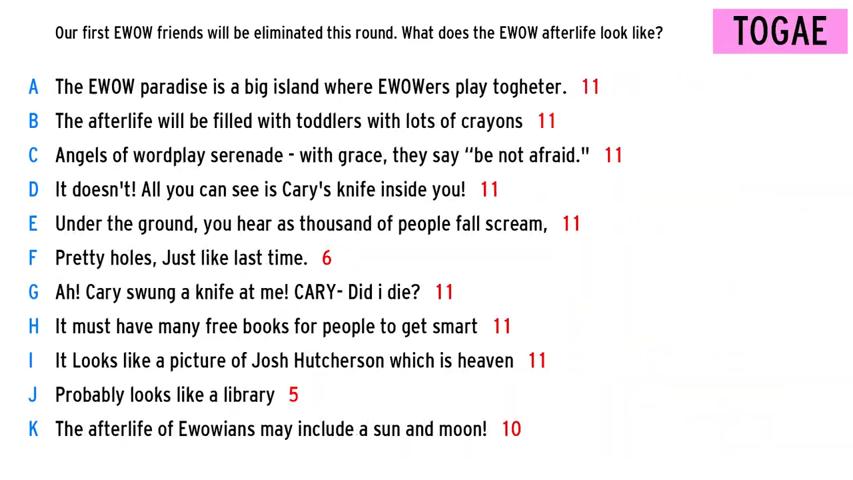 Our first EWOW friends will be eliminated this round. What does the EWOW afterlife look like?
TOGAE
A The EWOW paradise is a big island where EWOWers play togheter. 11
B The afterlife will be filled with toddlers with lots of crayons 11
C Angels of wordplay serenade - with grace, they say “be not afraid." 11
D It doesn't! All you can see is Cary's knife inside you! 11
E Under the ground, you hear as thousand of people fall scream, 11
F Pretty holes, Just like last time. 6
G Ah! Cary swung a knife at me! CARY- Did i die? 11
H It must have many free books for people to get smart 11
I It Looks like a picture of Josh Hutcherson which is heaven 11
J Probably looks like a library 5
K The afterlife of Ewowians may include a sun and moon! 10